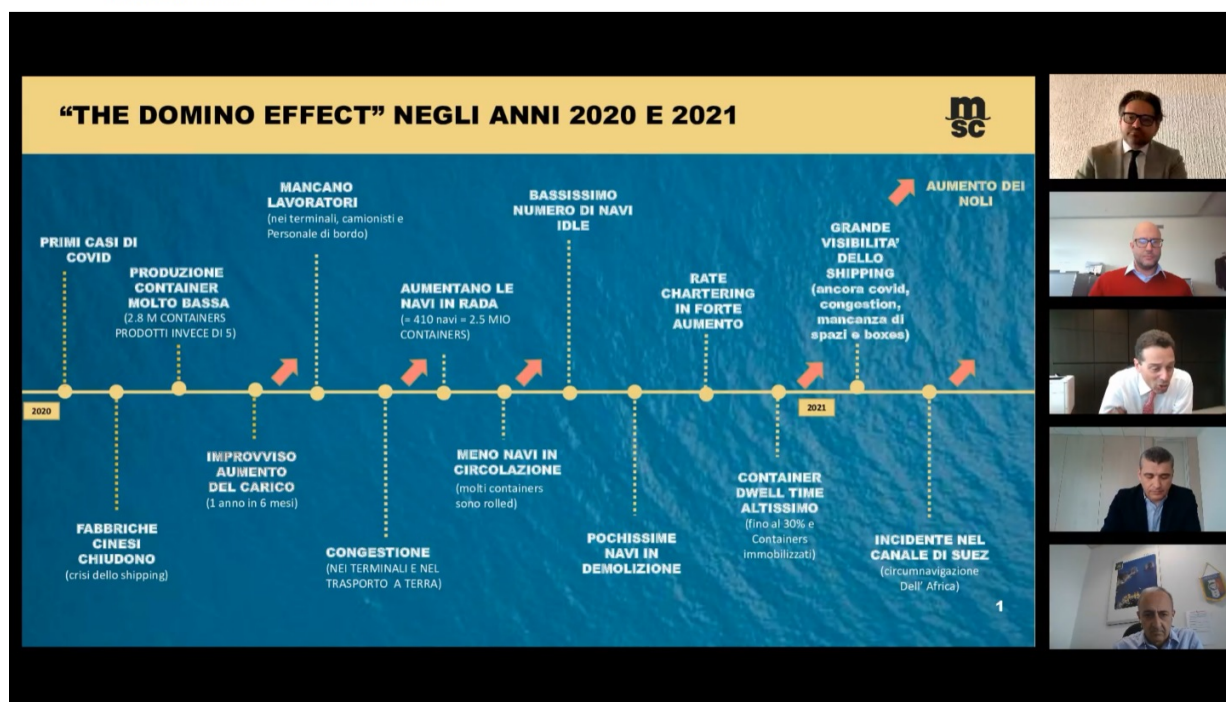 “THE DOMINO EFFECT” NEGLI ANNI 2020 E 2021
m
sc
AUMENTO DEI
NOLI
PRIMI CASI DI
COVID
PRODUZIONE
CONTAINER
MOLTO BASSA
(2.8 M CONTAINERS
PRODOTTI INVECE DI 5)
MANCANO
LAVORATORI
(nei terminali, camionisti e
Personale di bordo)
AUMENTANO LE
NAVI IN RADA
(= 410 navi = 2.5 MIO
CONTAINERS)
BASSISSIMO
NUMERO DI NAVI
IDLE
RATE
CHARTERING
IN FORTE
AUMENTO
GRANDE
VISIBILITA’
DELLO
SHIPPING
(ancora covid,
congestion,
mancanza di
spazi e boxes)
2020
2021
FABBRICHE
CINESI
CHIUDONO
(crisi dello shipping)
IMPROVVISO
AUMENTO
DEL CARICO
(1 anno in 6 mesi)
CONGESTIONE
(NEI TERMINALI E NEL
TRASPORTO A TERRA)
MENO NAVI IN
CIRCOLAZIONE
(molti containers
sono rolled)
POCHISSIME
NAVI IN
DEMOLIZIONE
CONTAINER
DWELL TIME
ALTISSIMO
(fino al 30% e
Containers
immobilizzati)
INCIDENTE NEL
CANALE DI SUEZ
(circumnavigazione
Dell’ Africa)
1